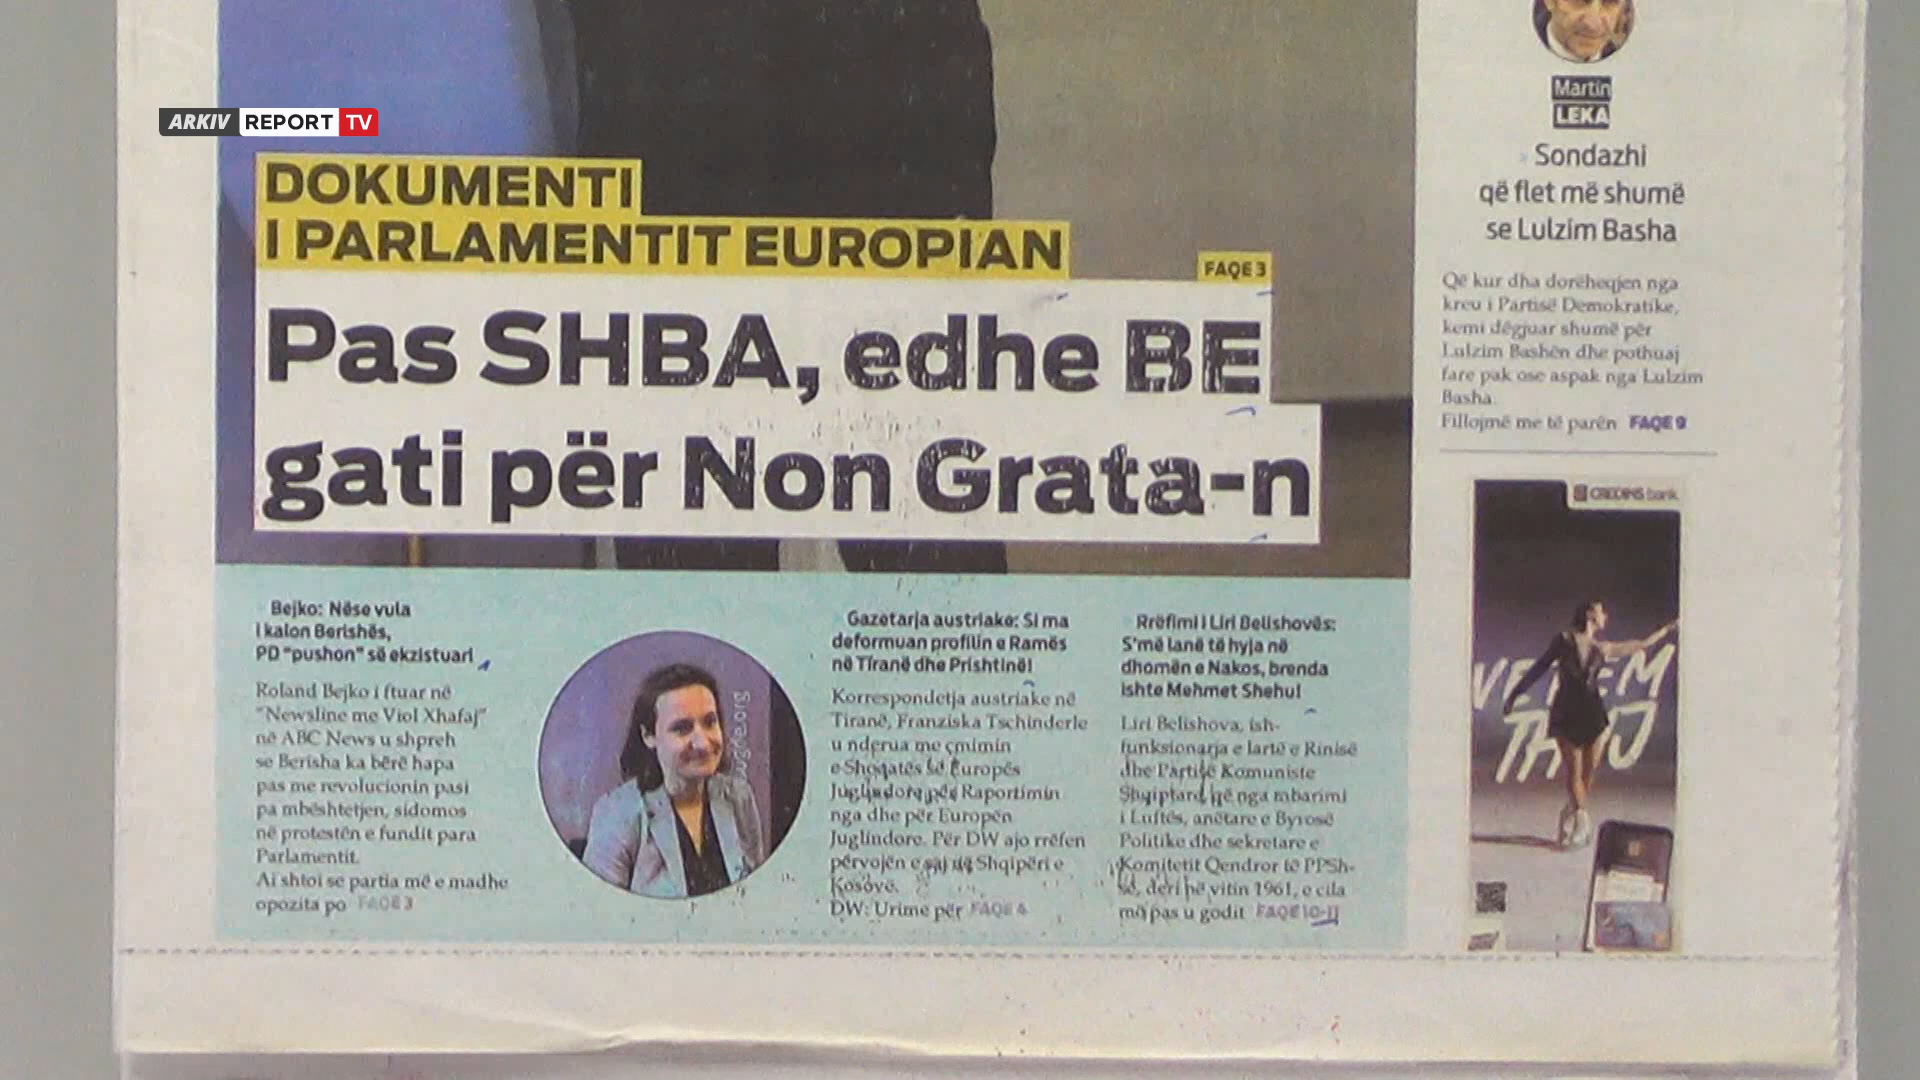 ARKIV REPORT TV
DOKUMENTI
I PARLAMENTIT EUROPIAN
FAQE 3
Pas SHBA, edhe BE
gati për Non Grata-n
Bejko: Nëse vula
i kalon Berishës,
PD "pushon" së ekzistuari
Roland Bejko i ftuar në
"Newsline me Viol Xhafaj"
në ABC News u shpreh
se Berisha ka bërë hapa
pas me revolucionin pasi
pa mbështetjen, sidomos
në protestën e fundit para
Parlamentit.
Ai shtoi se partia më e madhe
opozita po FAQE 3
Gazetarja austriake: Si ma
deformuan profilin e Ramës
në Tiranë dhe Prishtinë!
Korrespondetja austriake në
Tiranë, Franziska Tschinderle
u nderua me çmimin
e Shoqatës së Europës
Juglindore për Raportimin
nga dhe për Europën
Juglindore. Për DW ajo rrëfen
përvojën e saj në Shqipëri e
Kosovë.
DW: Urime për FAQE 4
Rrëfimi i Liri Belishovës:
S'më lanë të hyja në
dhomën e Nakos, brenda
ishte Mehmet Shehu!
Liri Belishova, ish-
funksionarja e lartë e Rinisë
dhe Partisë Komuniste
Shqiptare, që nga mbarimi
i Luftës, anëtare e Byrosë
Politike dhe sekretare e
Komitetit Qendror të PPSh-
së, deri në vitin 1961, e cila
më pas u godit FAQE 10-11
Martin
LEKA
Sondazhi
që flet më shumë
se Lulzim Basha
Që kur dha dorëheqjen nga
kreu i Partisë Demokratike,
kemi dëgjuar shumë për
Lulzim Bashën dhe pothuaj
fare pak ose aspak nga Lulzim
Basha.
Fillojmë me të parën FAQE 9
CREDINS bank